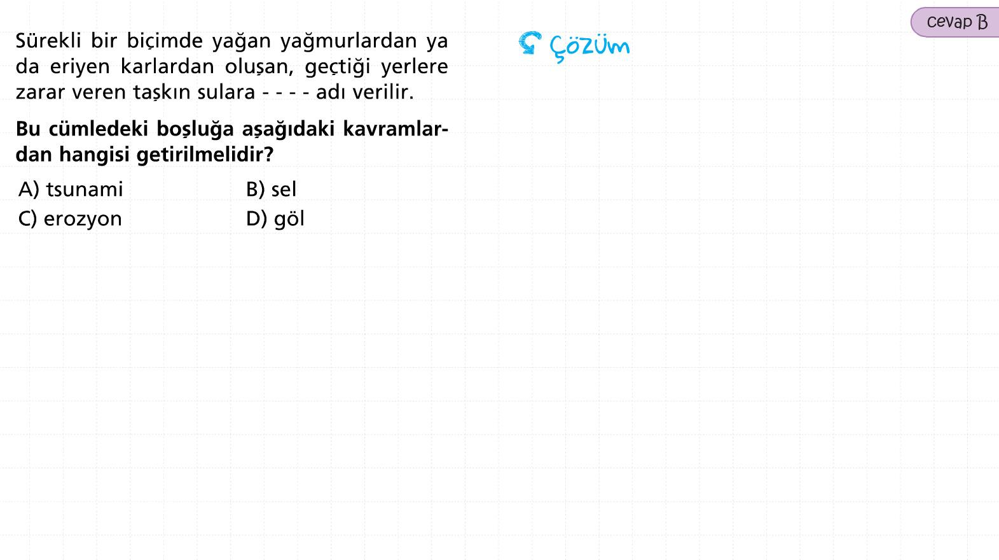 Sürekli bir biçimde yağan yağmurlardan ya
da eriyen karlardan oluşan, geçtiği yerlere
zarar veren taşkın sulara - - - - adı verilir.
Bu cümledeki boşluğa aşağıdaki kavramlar-
dan hangisi getirilmelidir?
A) tsunami
B) sel
C) erozyon
D) göl
Çözüm
cevap B